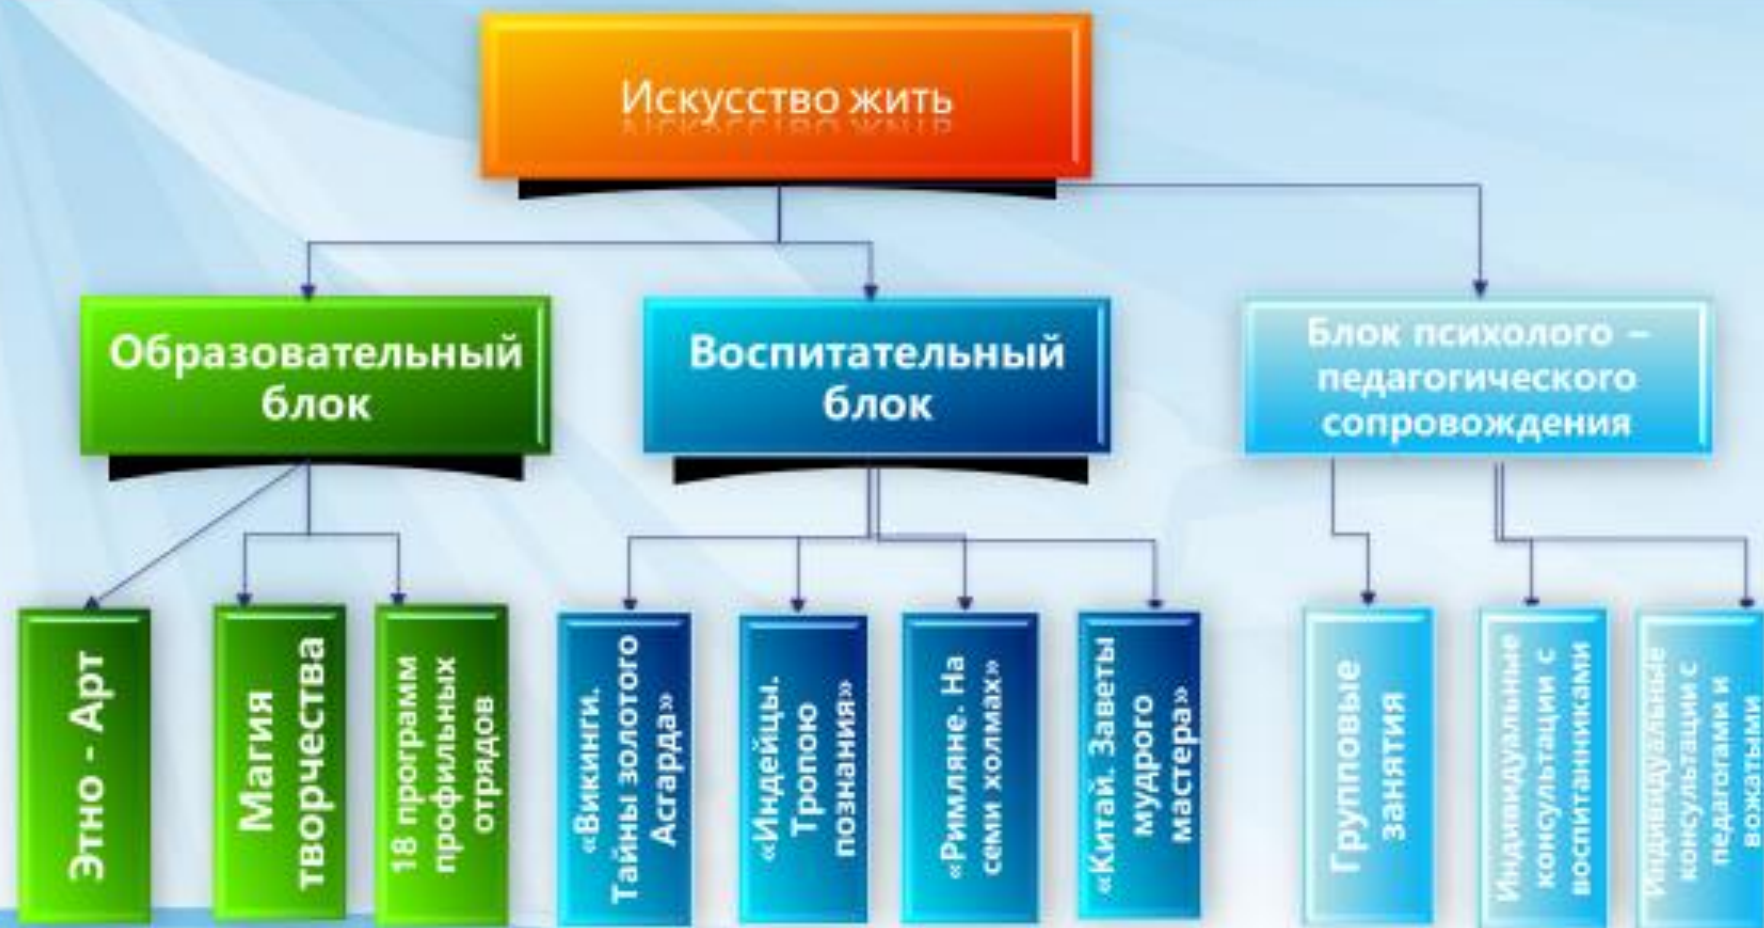 Искусство жить
Образовательный
блок
Воспитательный
блок
Блок психолого –
педагогического
сопровождения
Этно - Арт
Магия
творчества
18 программ
профильных
отрядов
«Викинги.
Тайны золотого
Асгарда»
«Индейцы.
Тропою
познания»
«Римляне. На
семи холмах»
«Китай. Заветы
мудрого
мастера»
Групповые
занятия
Индивидуальные
консультации с
воспитанниками
Индивидуальные
консультации с
педагогами и
вожатыми